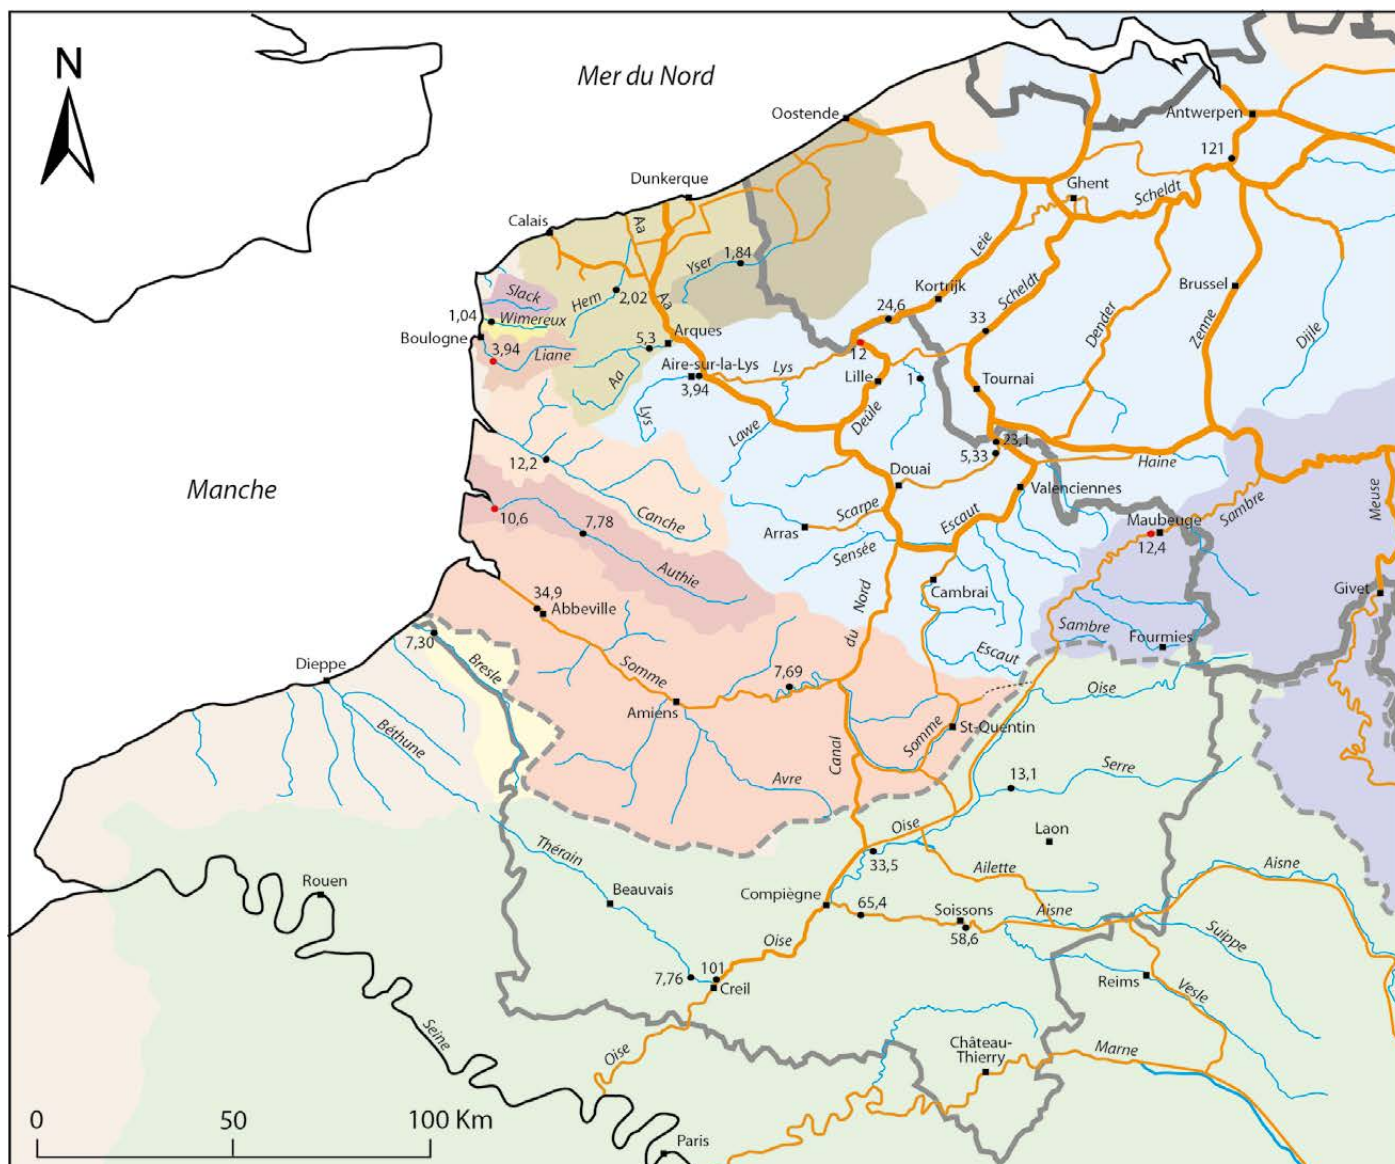 N
Mer du Nord
Oostende
Antwerpen
121
Dunkerque
Ghent
Scheldt
Calais
Aa
Leie
Yser
1,84
Slack
Hem
2,02
Aa
Kortrijk
Scheldt
Brussel
1,04
Wimereux
24,6
33
Dender
Zenne
Dijle
Boulogne
3,94
Liane
5,3
Arques
12
Aa
Aire-sur-la-Lys
3,94
Lys
Lille
1
Tournai
Lys
Lawe
Deûle
23,1
5,33
12,2
Douai
Haine
Manche
Valenciennes
Sambre
Meuse
10,6
7,78
Canche
Scarpe
Escaut
Arras
Maubeuge
12,4
Sensée
Authie
Cambrai
Givet
34,9
Abbeville
Nord
du
Sambre
Fourmies
7,30
Bresle
Escaut
Dieppe
Somme
7,69
Oise
Amiens
Somme
St-Quentin
Béthune
Canal
Avre
13,1
Serre
Oise
Laon
Thérain
33,5
Ailette
Aisne
Rouen
Beauvais
Compiègne
65,4
Soissons
58,6
Aisne
Suippe
Oise
7,76
101
Creil
Reims
Vesle
Seine
Oise
Château-
Thierry
Marne
0
50
100 Km
Paris